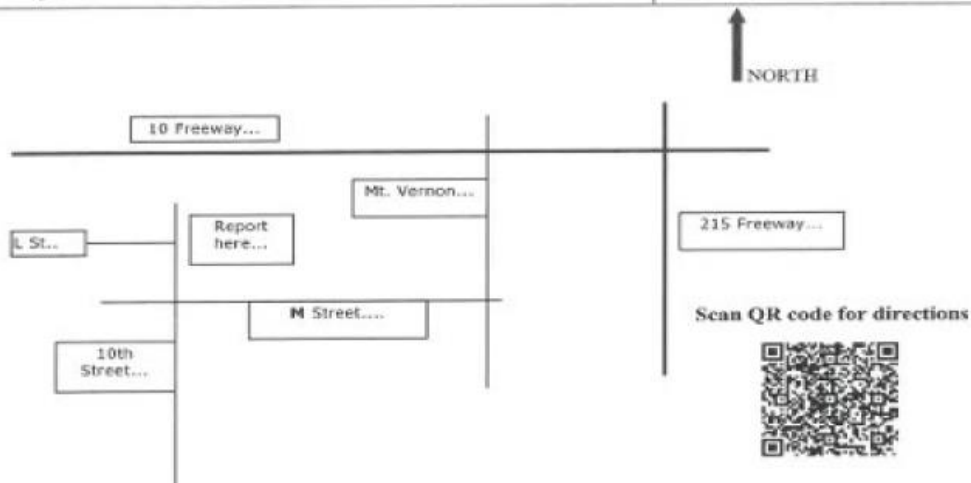 NORTH
10 Freeway...
Mt. Vernon...
Report
here...
215 Freeway...
L St..
M Street....
Scan QR code for directions
10th
Street...